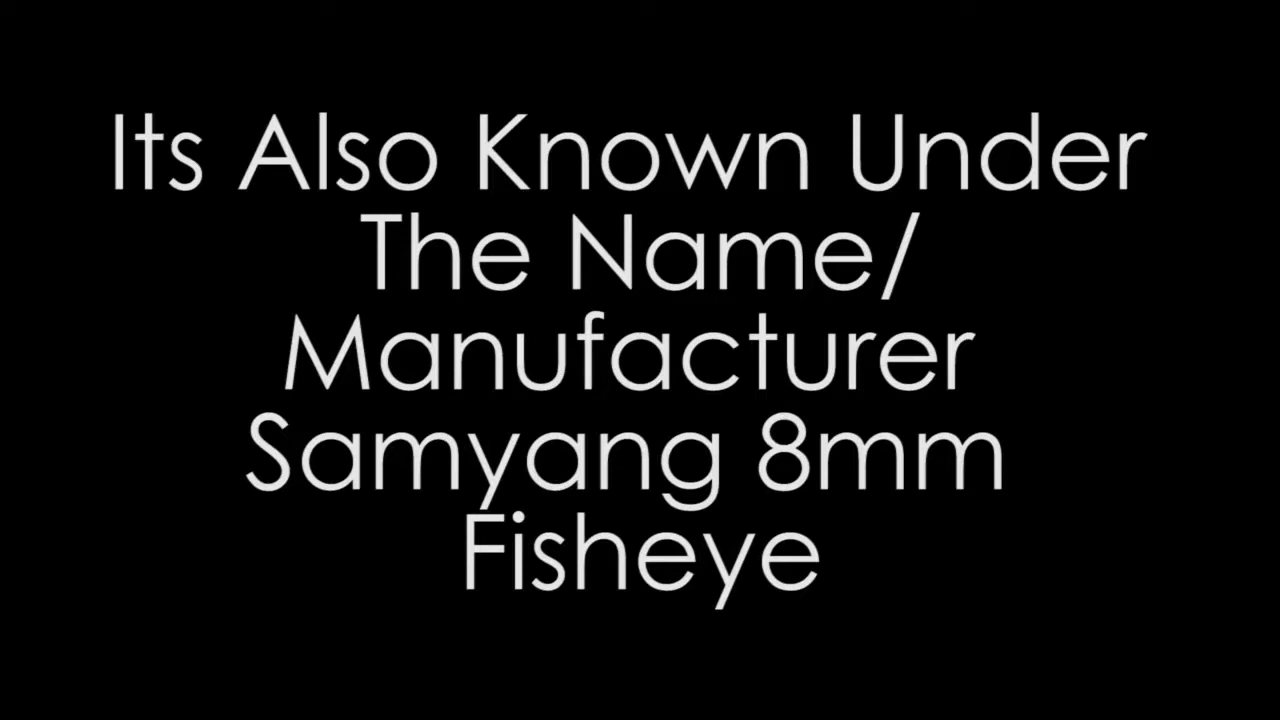 Its Also Known Under
The Name/
Manufacturer
Samyang 8mm
Fisheye